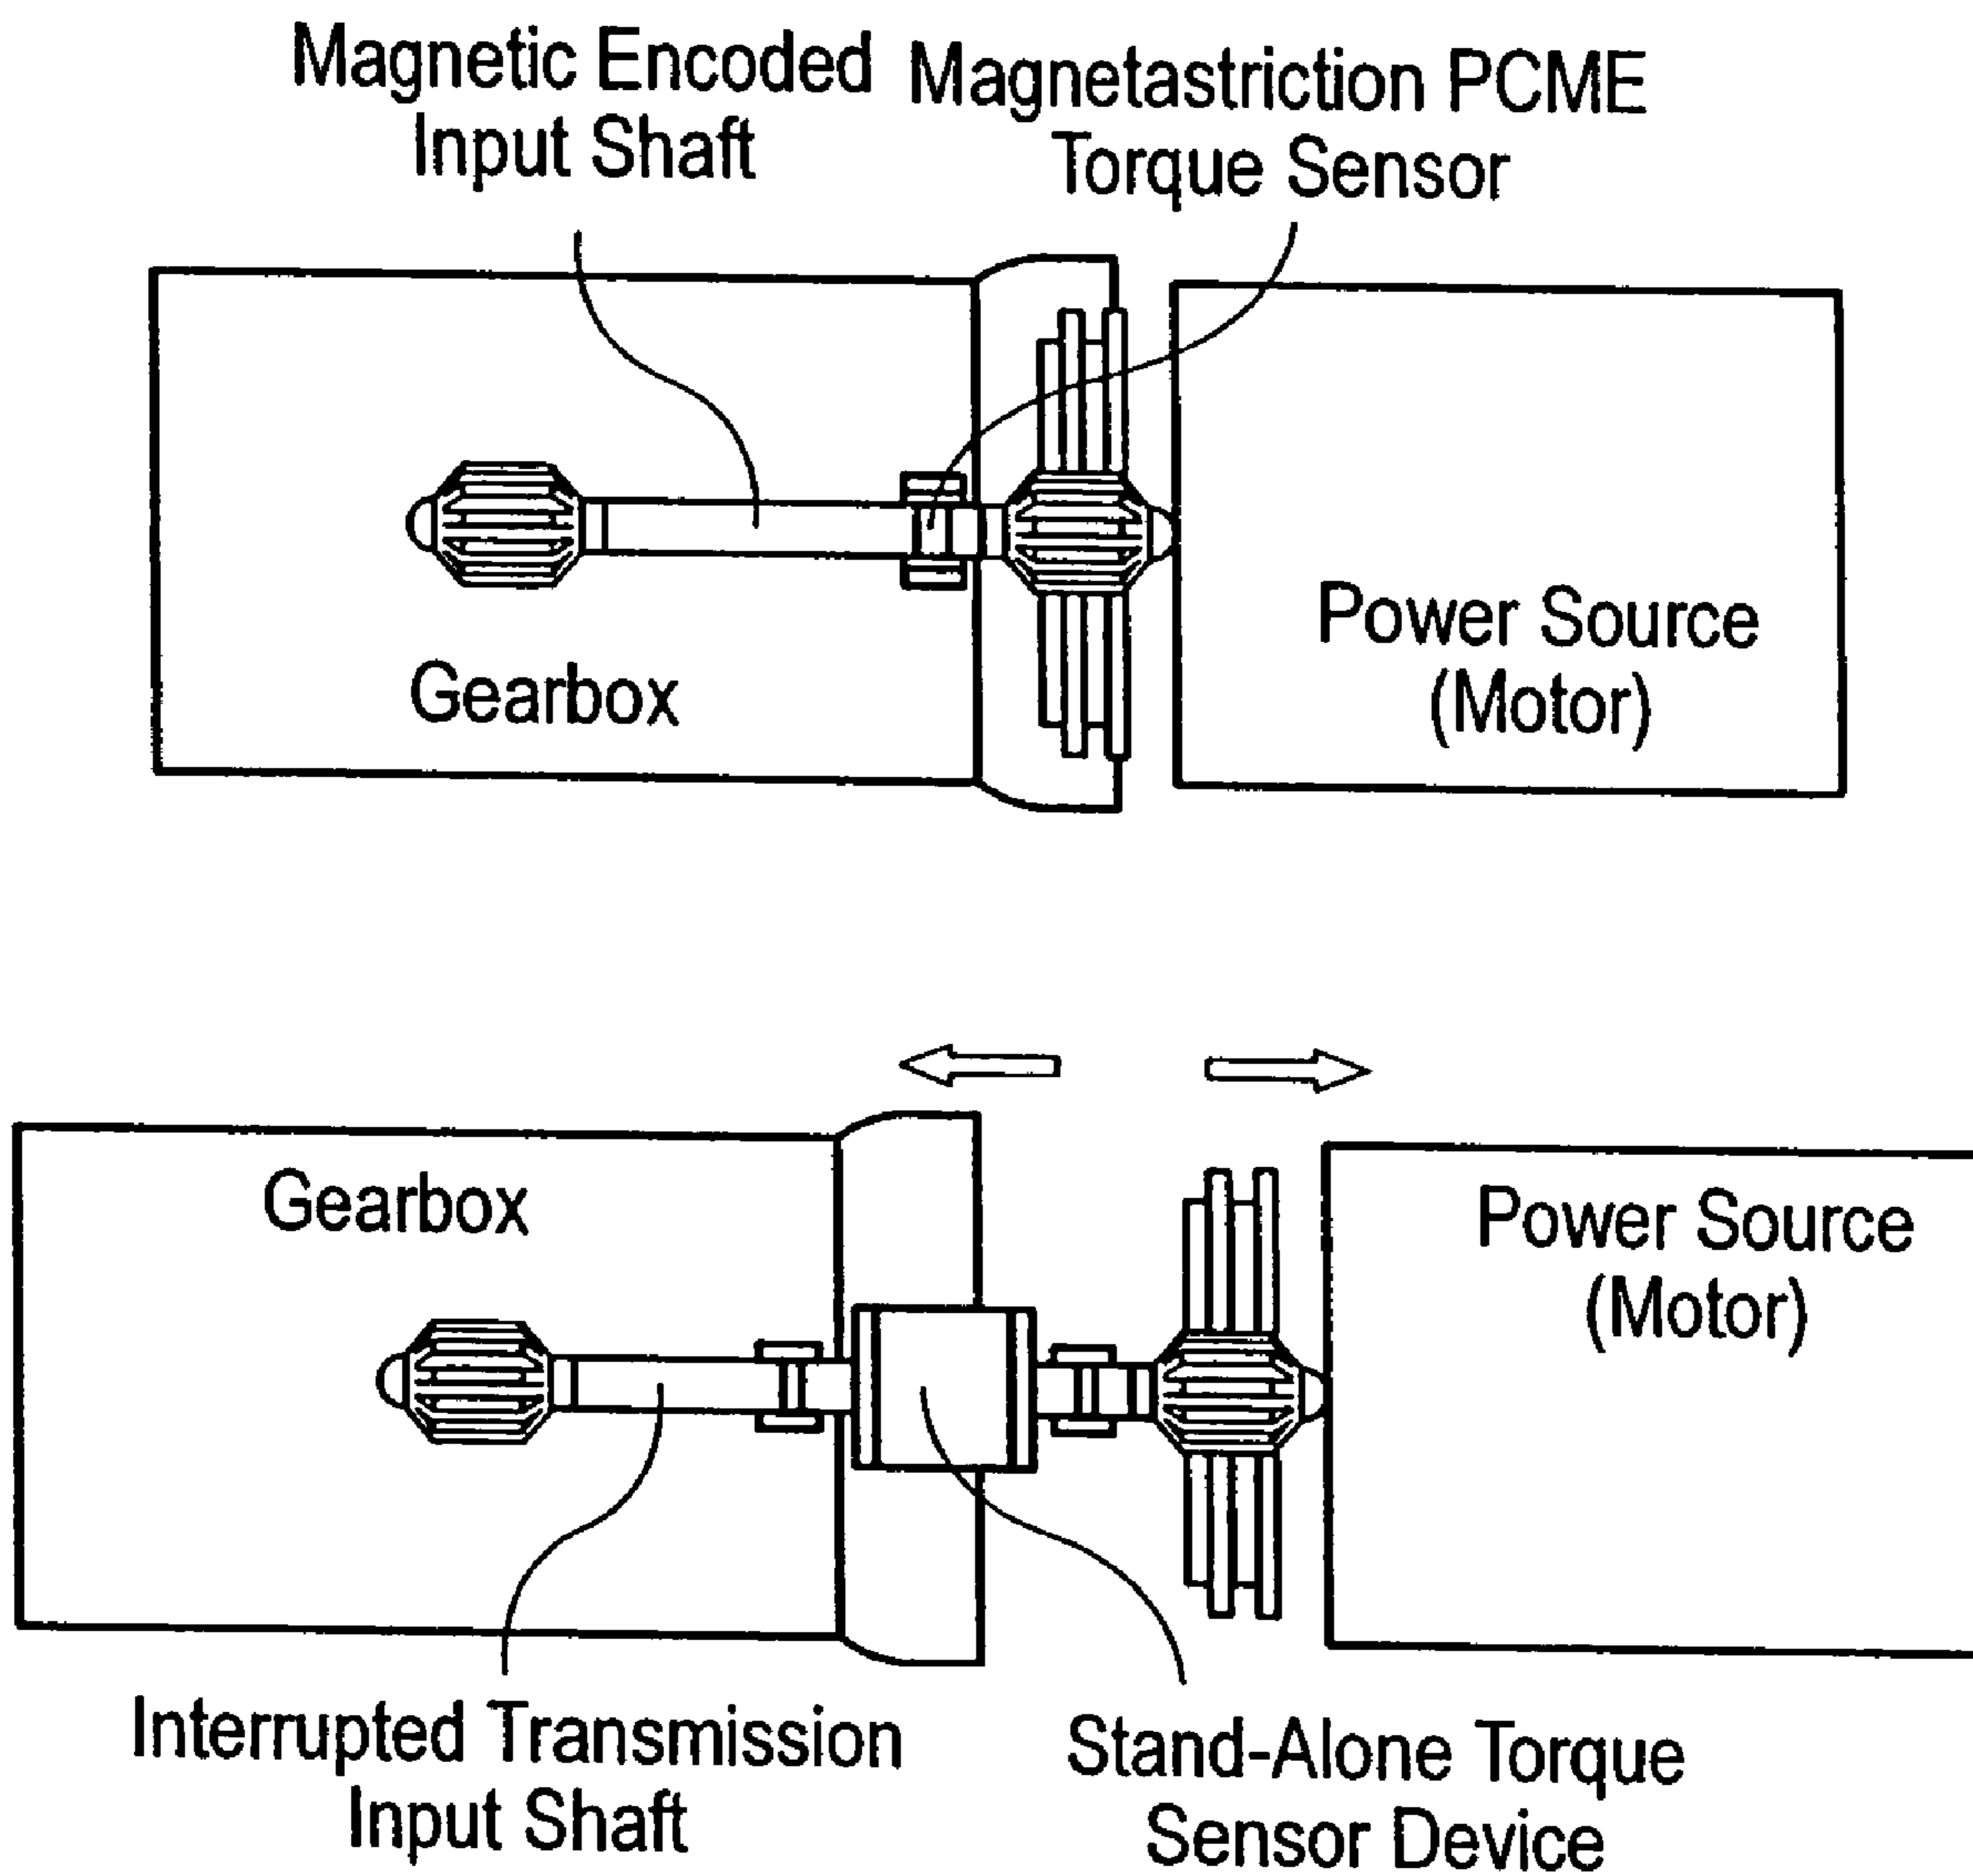 Magnetic Encoded
Input Shaft
Magnetastriction PCME
Torque Sensor
Gearbox
Power Source
(Motor)
Gearbox
Power Source
(Motor)
Interrupted Transmission
Input Shaft
Stand-Alone Torque
Sensor Device